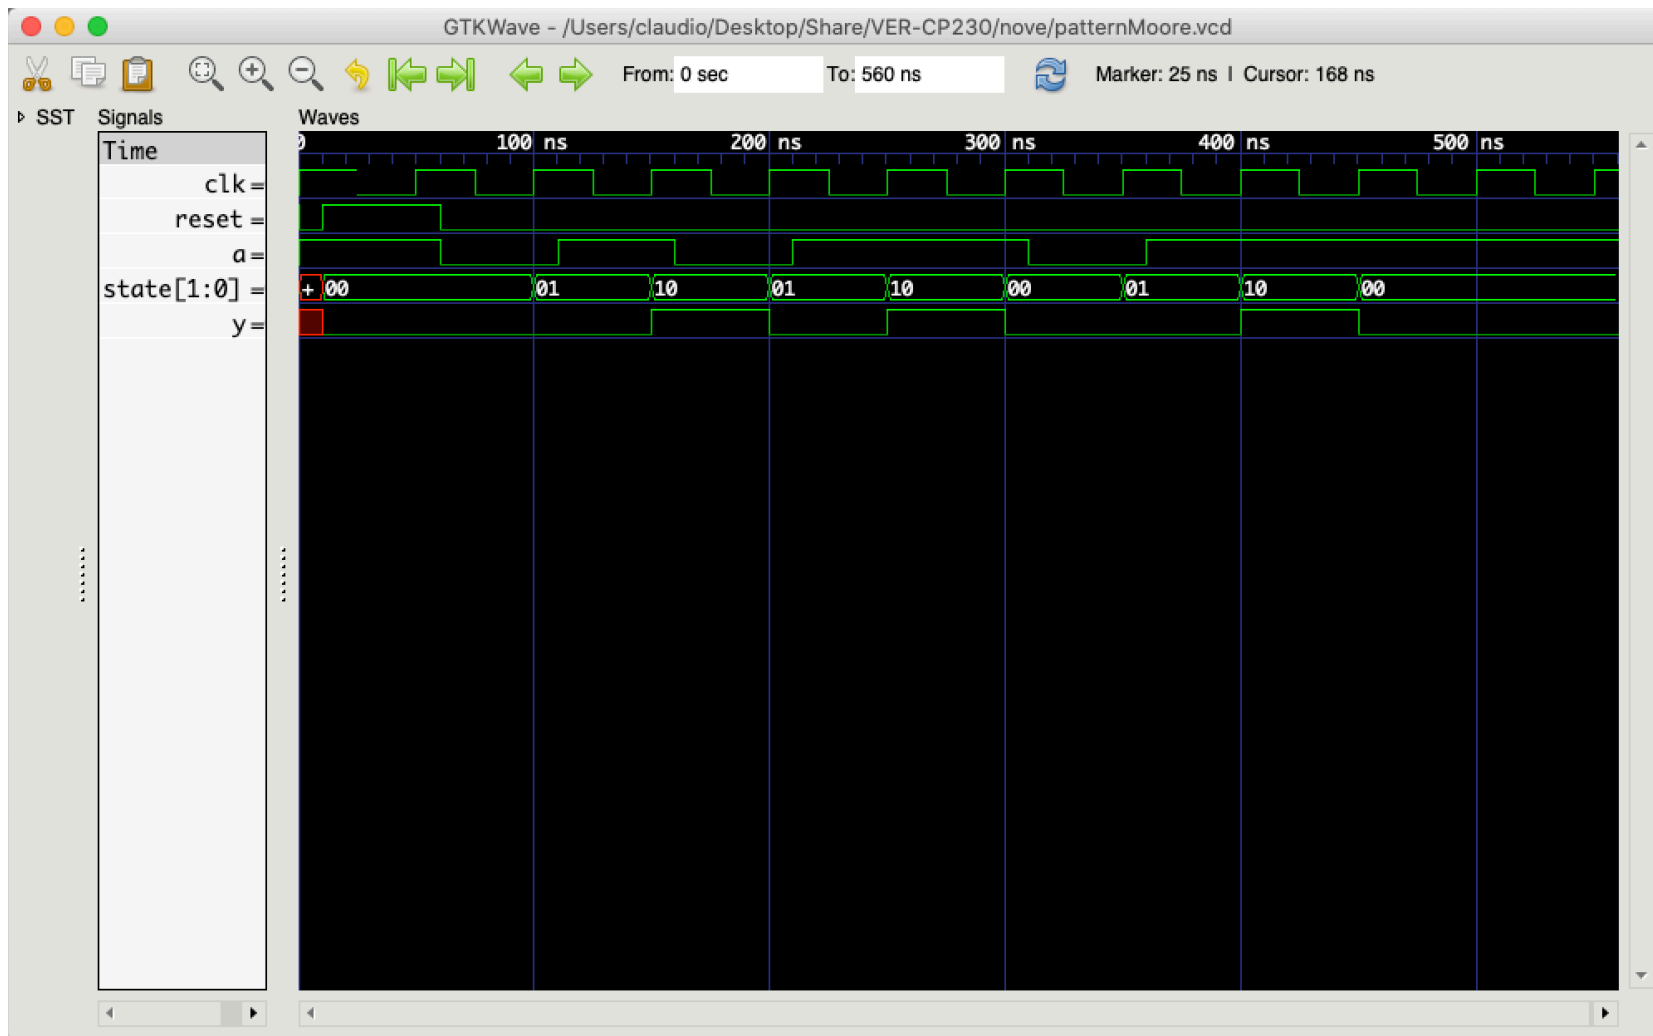 GTKWave - /Users/claudio/Desktop/Share/VER-CP230/nove/patternMoore.vcd
From: 0 sec To: 560 ns Marker: 25 ns | Cursor: 168 ns
SST Signals Waves
Time 0 100 ns 200 ns 300 ns 400 ns 500 ns
clk =
reset =
a =
state[1:0] = + 00 01 10 01 10 00 01 10 00
y =